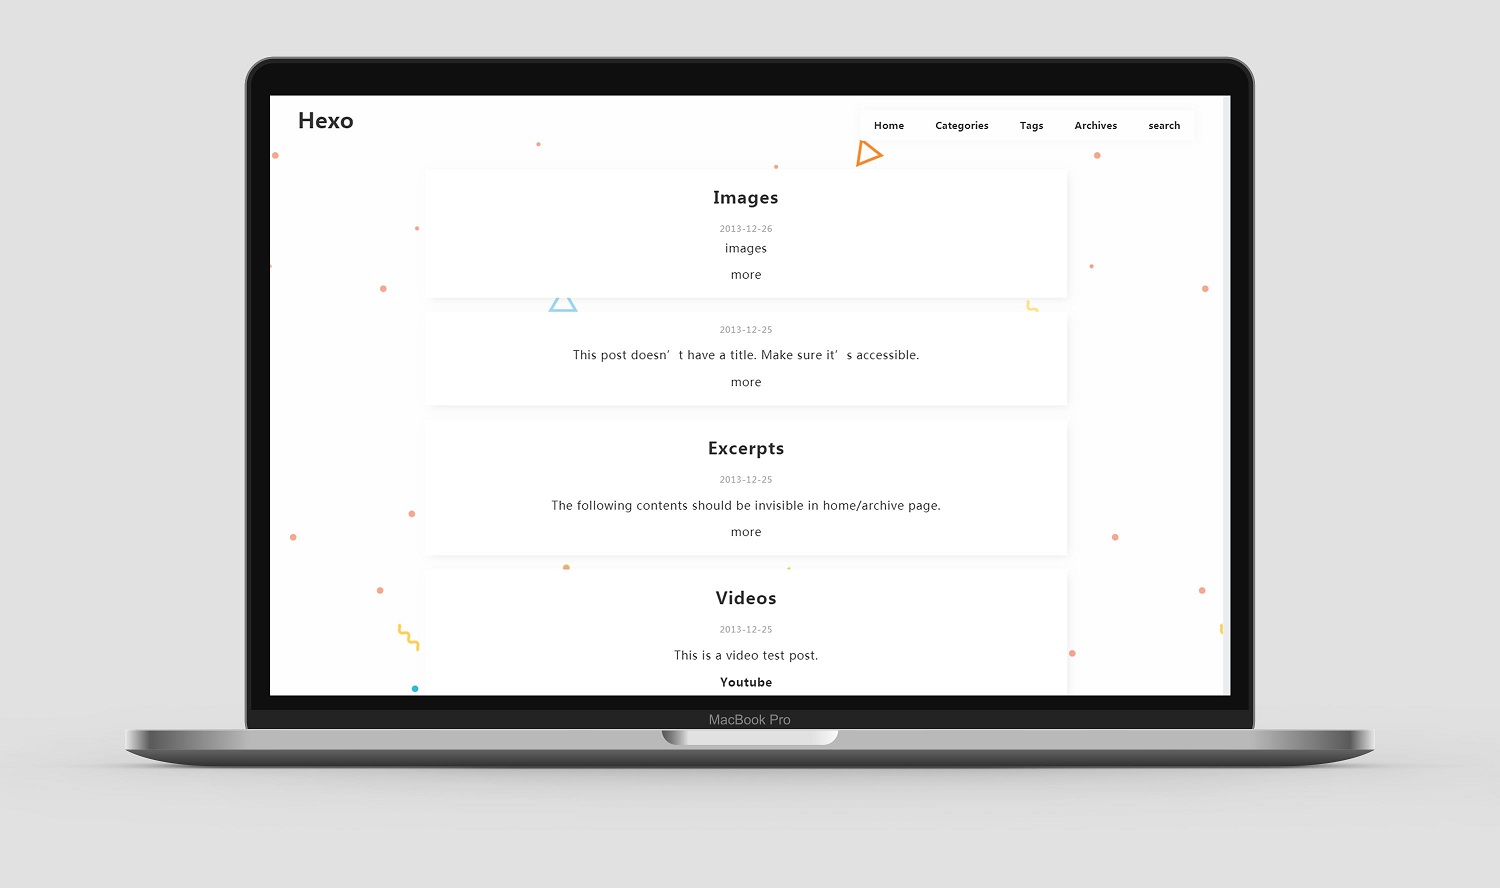 Hexo
Home Categories Tags Archives search
Images
2013-12-26
images
more
2013-12-25
This post doesn’t have a title. Make sure it’s accessible.
more
Excerpts
2013-12-25
The following contents should be invisible in home/archive page.
more
Videos
2013-12-25
This is a video test post.
Youtube
MacBook Pro